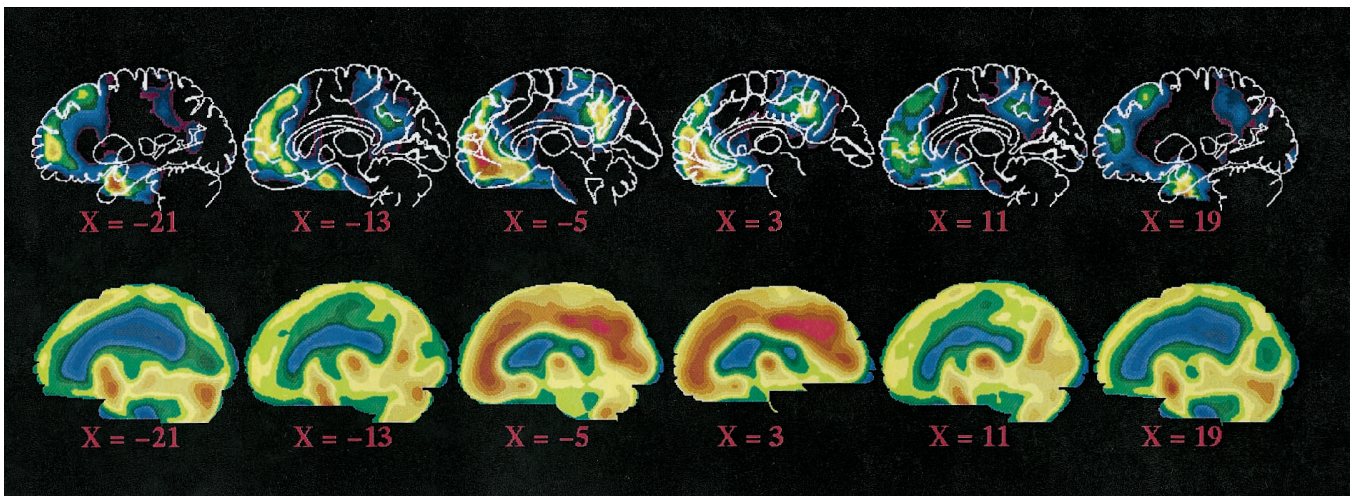 X = −21 X = −13 X = −5 X = 3 X = 11 X = 19
X = −21 X = −13 X = −5 X = 3 X = 11 X = 19